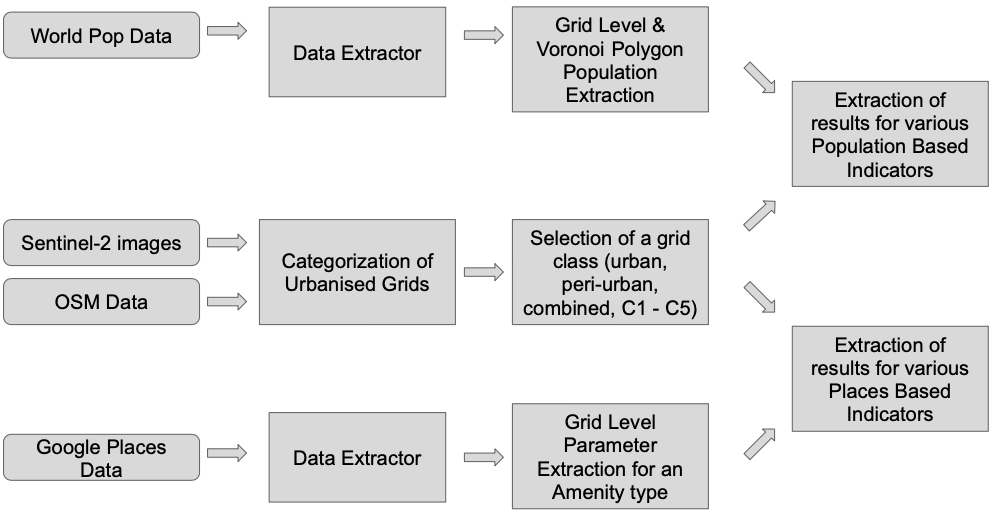 World Pop Data
Data Extractor
Grid Level &
Voronoi Polygon
Population
Extraction
Extraction of
results for various
Population Based
Indicators
Sentinel-2 images
OSM Data
Categorization of
Urbanised Grids
Selection of a grid
class (urban,
peri-urban,
combined, C1 - C5)
Extraction of
results for various
Places Based
Indicators
Google Places
Data
Data Extractor
Grid Level
Parameter
Extraction for an
Amenity type